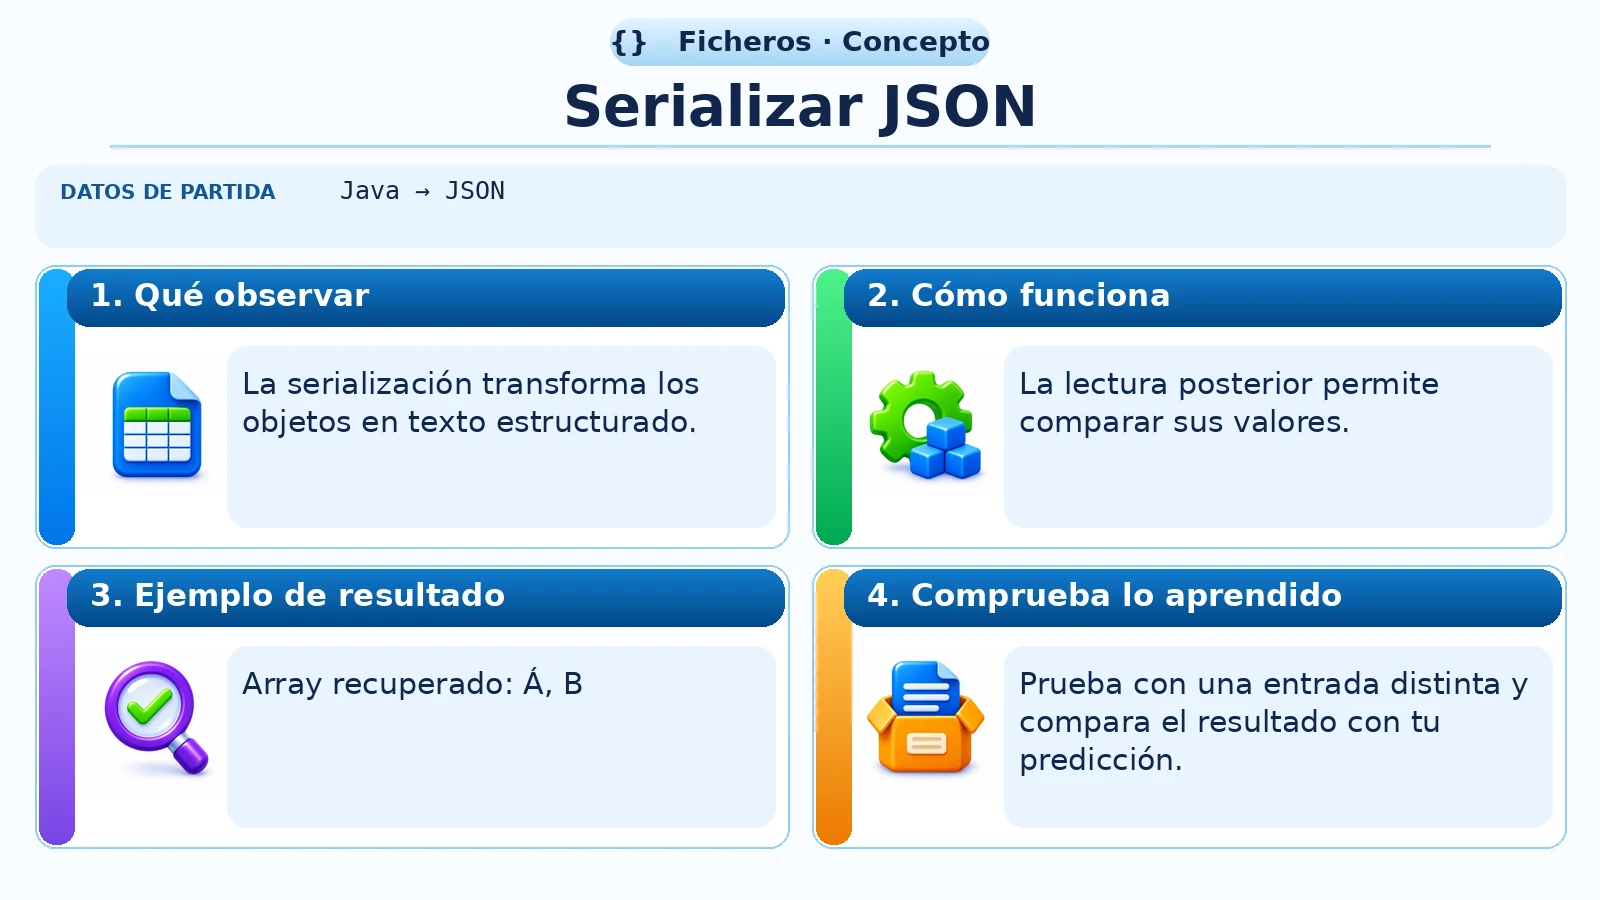 {} Ficheros · Concepto
Serializar JSON
DATOS DE PARTIDA Java → JSON
1. Qué observar
La serialización transforma los
objetos en texto estructurado.
2. Cómo funciona
La lectura posterior permite
comparar sus valores.
3. Ejemplo de resultado
Array recuperado: Á, B
4. Comprueba lo aprendido
Prueba con una entrada distinta y
compara el resultado con tu
predicción.